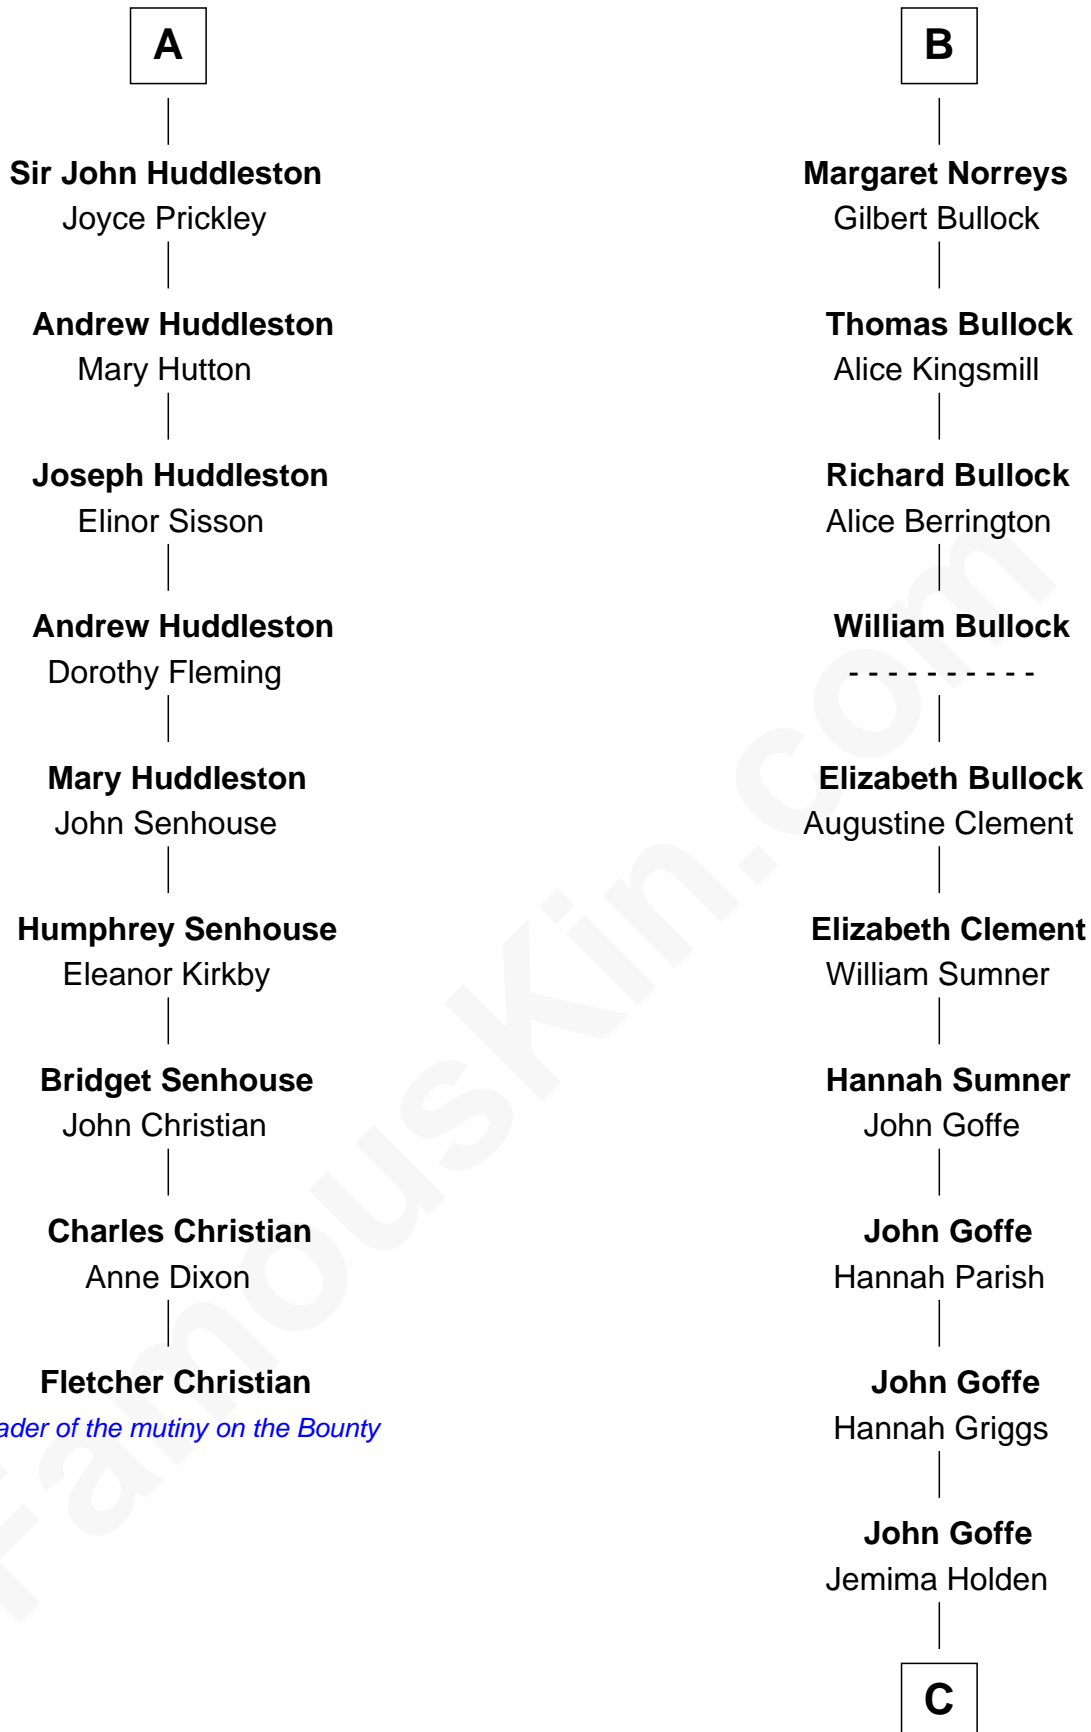 A
Sir John Huddleston
Joyce Prickley
Andrew Huddleston
Mary Hutton
Joseph Huddleston
Elinor Sisson
Andrew Huddleston
Dorothy Fleming
Mary Huddleston
John Senhouse
Humphrey Senhouse
Eleanor Kirkby
Bridget Senhouse
John Christian
Charles Christian
Anne Dixon
Fletcher Christian
ader of the mutiny on the Bounty
B
Margaret Norreys
Gilbert Bullock
Thomas Bullock
Alice Kingsmill
Richard Bullock
Alice Berrington
William Bullock
- - - - - - - - - -
Elizabeth Bullock
Augustine Clement
Elizabeth Clement
William Sumner
Hannah Sumner
John Goffe
John Goffe
Hannah Parish
John Goffe
Hannah Griggs
John Goffe
Jemima Holden
C
FamousKin.com